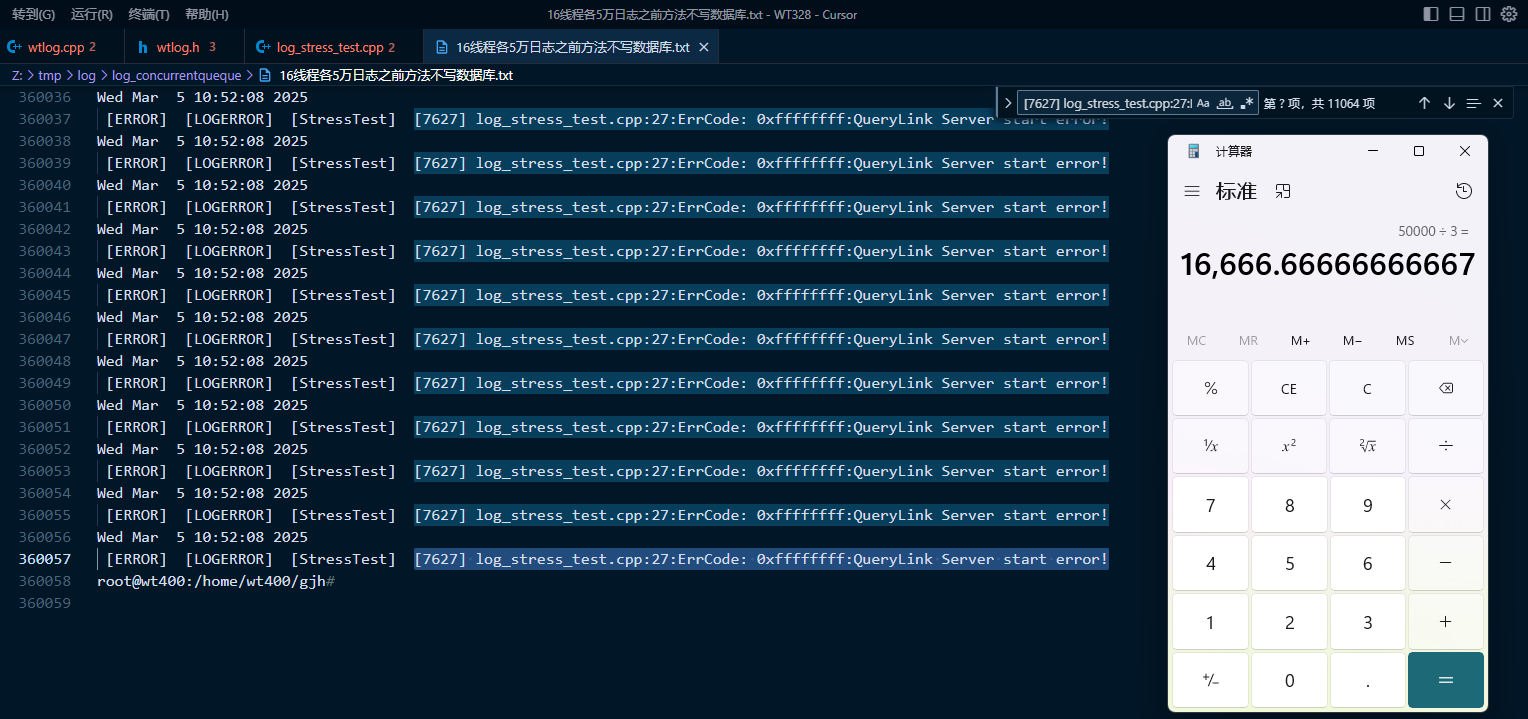 转到(G) 运行(R) 终端(T) 帮助(H) 16线程各5万日志之前方法不写数据库.txt - WT328 - Cursor
wtlog.cpp 2 wtlog.h 3 log_stress_test.cpp 2 16线程各5万日志之前方法不写数据库.txt
Z: > tmp > log > log_concurrentqueque > 16线程各5万日志之前方法不写数据库.txt
[7627] log_stress_test.cpp:27:I Aa ab .* 第 ? 项，共 11064 项
360036 Wed Mar  5 10:52:08 2025
360037  [ERROR]  [LOGERROR]  [StressTest]  [7627] log_stress_test.cpp:27:ErrCode: 0xffffffff:QueryLink Server start error!
360038 Wed Mar  5 10:52:08 2025
360039  [ERROR]  [LOGERROR]  [StressTest]  [7627] log_stress_test.cpp:27:ErrCode: 0xffffffff:QueryLink Server start error!
360040 Wed Mar  5 10:52:08 2025
360041  [ERROR]  [LOGERROR]  [StressTest]  [7627] log_stress_test.cpp:27:ErrCode: 0xffffffff:QueryLink Server start error!
360042 Wed Mar  5 10:52:08 2025
360043  [ERROR]  [LOGERROR]  [StressTest]  [7627] log_stress_test.cpp:27:ErrCode: 0xffffffff:QueryLink Server start error!
360044 Wed Mar  5 10:52:08 2025
360045  [ERROR]  [LOGERROR]  [StressTest]  [7627] log_stress_test.cpp:27:ErrCode: 0xffffffff:QueryLink Server start error!
360046 Wed Mar  5 10:52:08 2025
360047  [ERROR]  [LOGERROR]  [StressTest]  [7627] log_stress_test.cpp:27:ErrCode: 0xffffffff:QueryLink Server start error!
360048 Wed Mar  5 10:52:08 2025
360049  [ERROR]  [LOGERROR]  [StressTest]  [7627] log_stress_test.cpp:27:ErrCode: 0xffffffff:QueryLink Server start error!
360050 Wed Mar  5 10:52:08 2025
360051  [ERROR]  [LOGERROR]  [StressTest]  [7627] log_stress_test.cpp:27:ErrCode: 0xffffffff:QueryLink Server start error!
360052 Wed Mar  5 10:52:08 2025
360053  [ERROR]  [LOGERROR]  [StressTest]  [7627] log_stress_test.cpp:27:ErrCode: 0xffffffff:QueryLink Server start error!
360054 Wed Mar  5 10:52:08 2025
360055  [ERROR]  [LOGERROR]  [StressTest]  [7627] log_stress_test.cpp:27:ErrCode: 0xffffffff:QueryLink Server start error!
360056 Wed Mar  5 10:52:08 2025
360057  [ERROR]  [LOGERROR]  [StressTest]  [7627] log_stress_test.cpp:27:ErrCode: 0xffffffff:QueryLink Server start error!
360058 root@wt400:/home/wt400/gjh#
360059
计算器
标准
50000 ÷ 3 =
16,666.66666666667
MC MR M+ M− MS M˅
% CE C
¹/x x² ²√x ÷
7 8 9 ×
4 5 6 −
1 2 3 +
+/− 0 . =